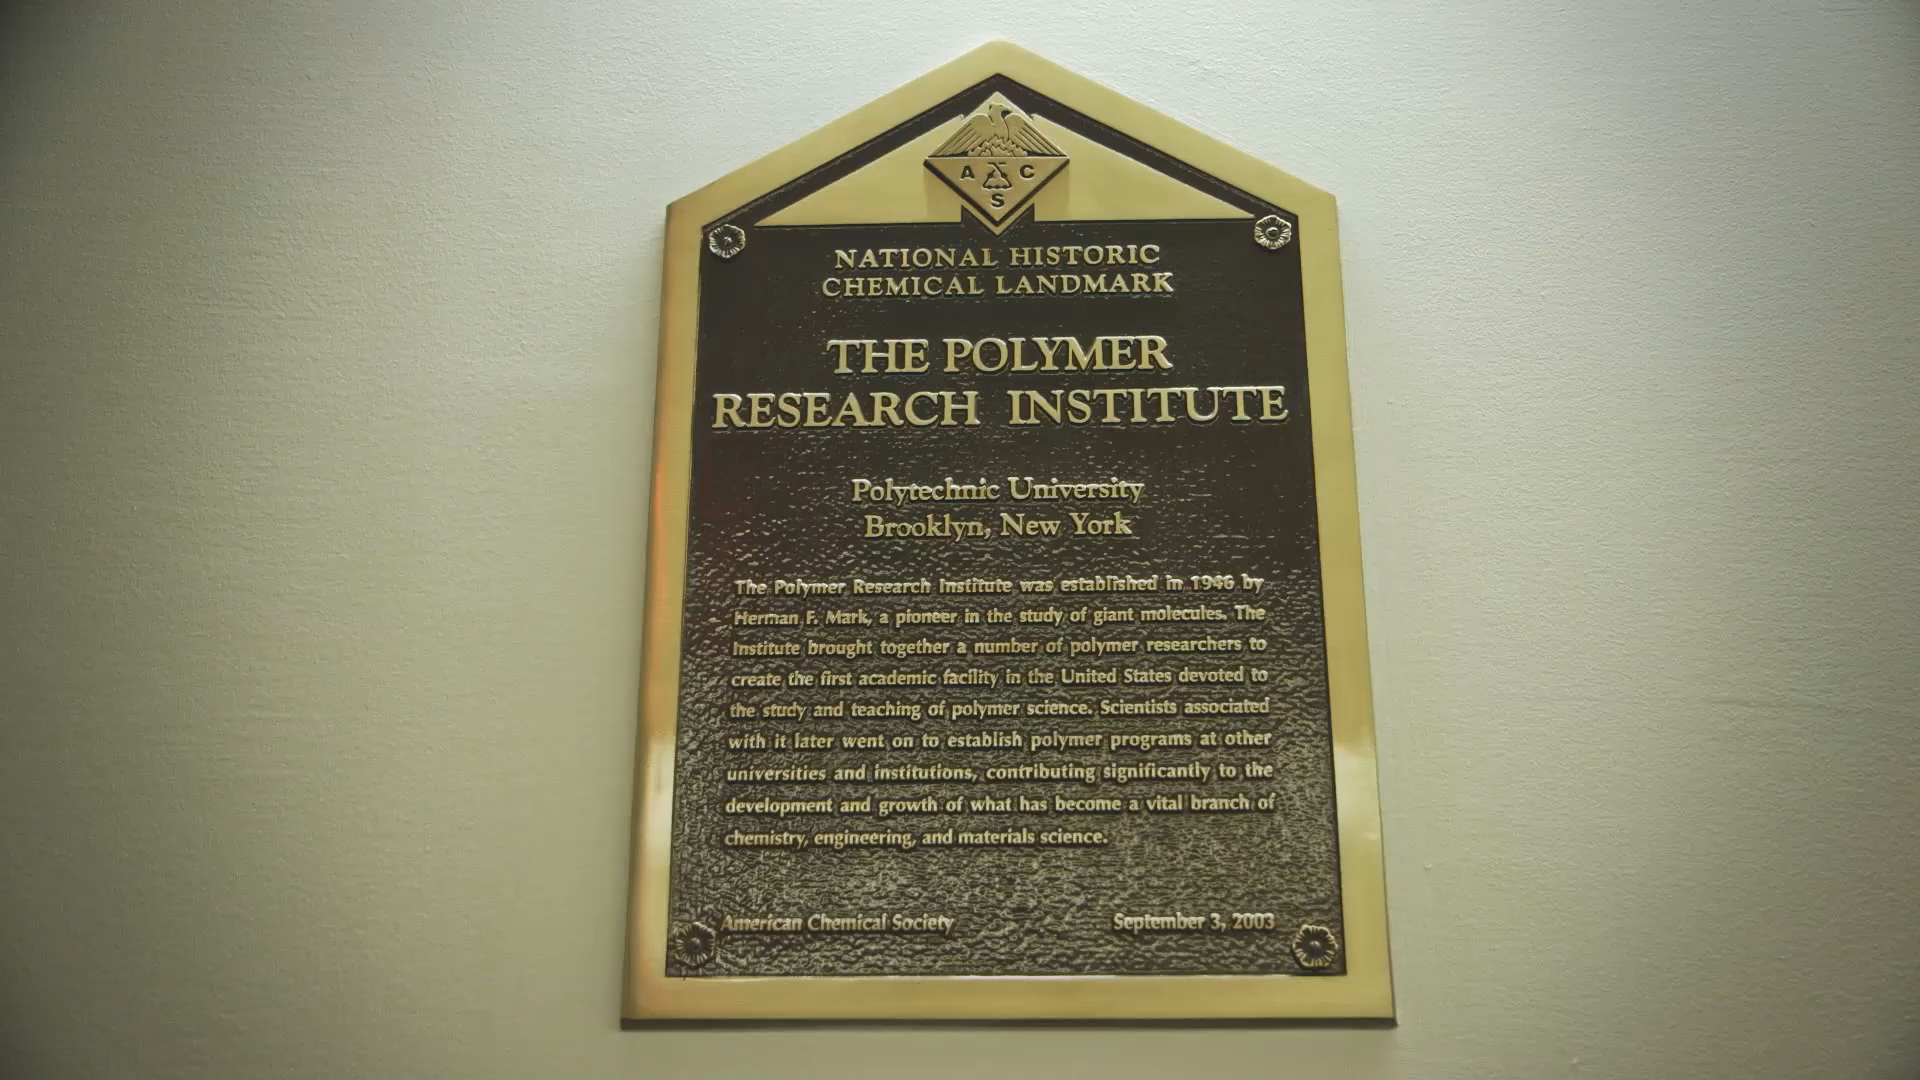 A C
S
NATIONAL HISTORIC
CHEMICAL LANDMARK
THE POLYMER
RESEARCH INSTITUTE
Polytechnic University
Brooklyn, New York
The Polymer Research Institute was established in 1946 by
Herman F. Mark, a pioneer in the study of giant molecules. The
Institute brought together a number of polymer researchers to
create the first academic facility in the United States devoted to
the study and teaching of polymer science. Scientists associated
with it later went on to establish polymer programs at other
universities and institutions, contributing significantly to the
development and growth of what has become a vital branch of
chemistry, engineering, and materials science.
American Chemical Society September 3, 2003